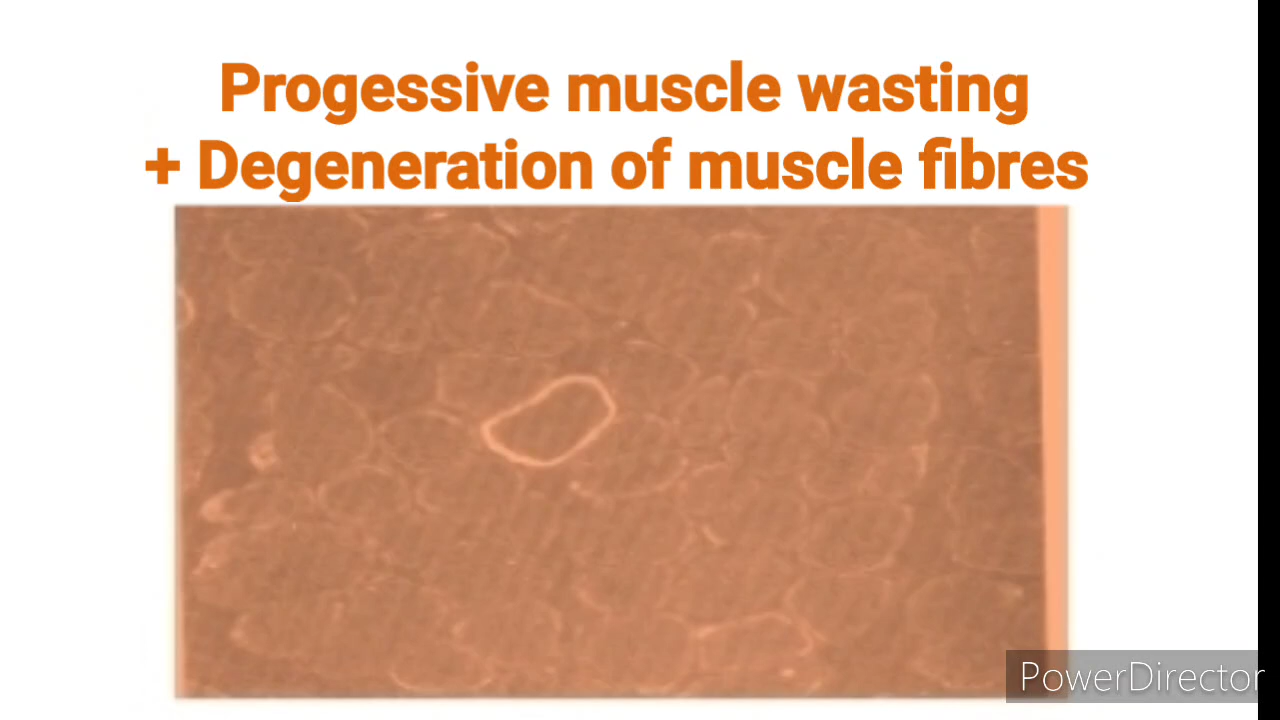 Progessive muscle wasting
+ Degeneration of muscle fibres
PowerDirector